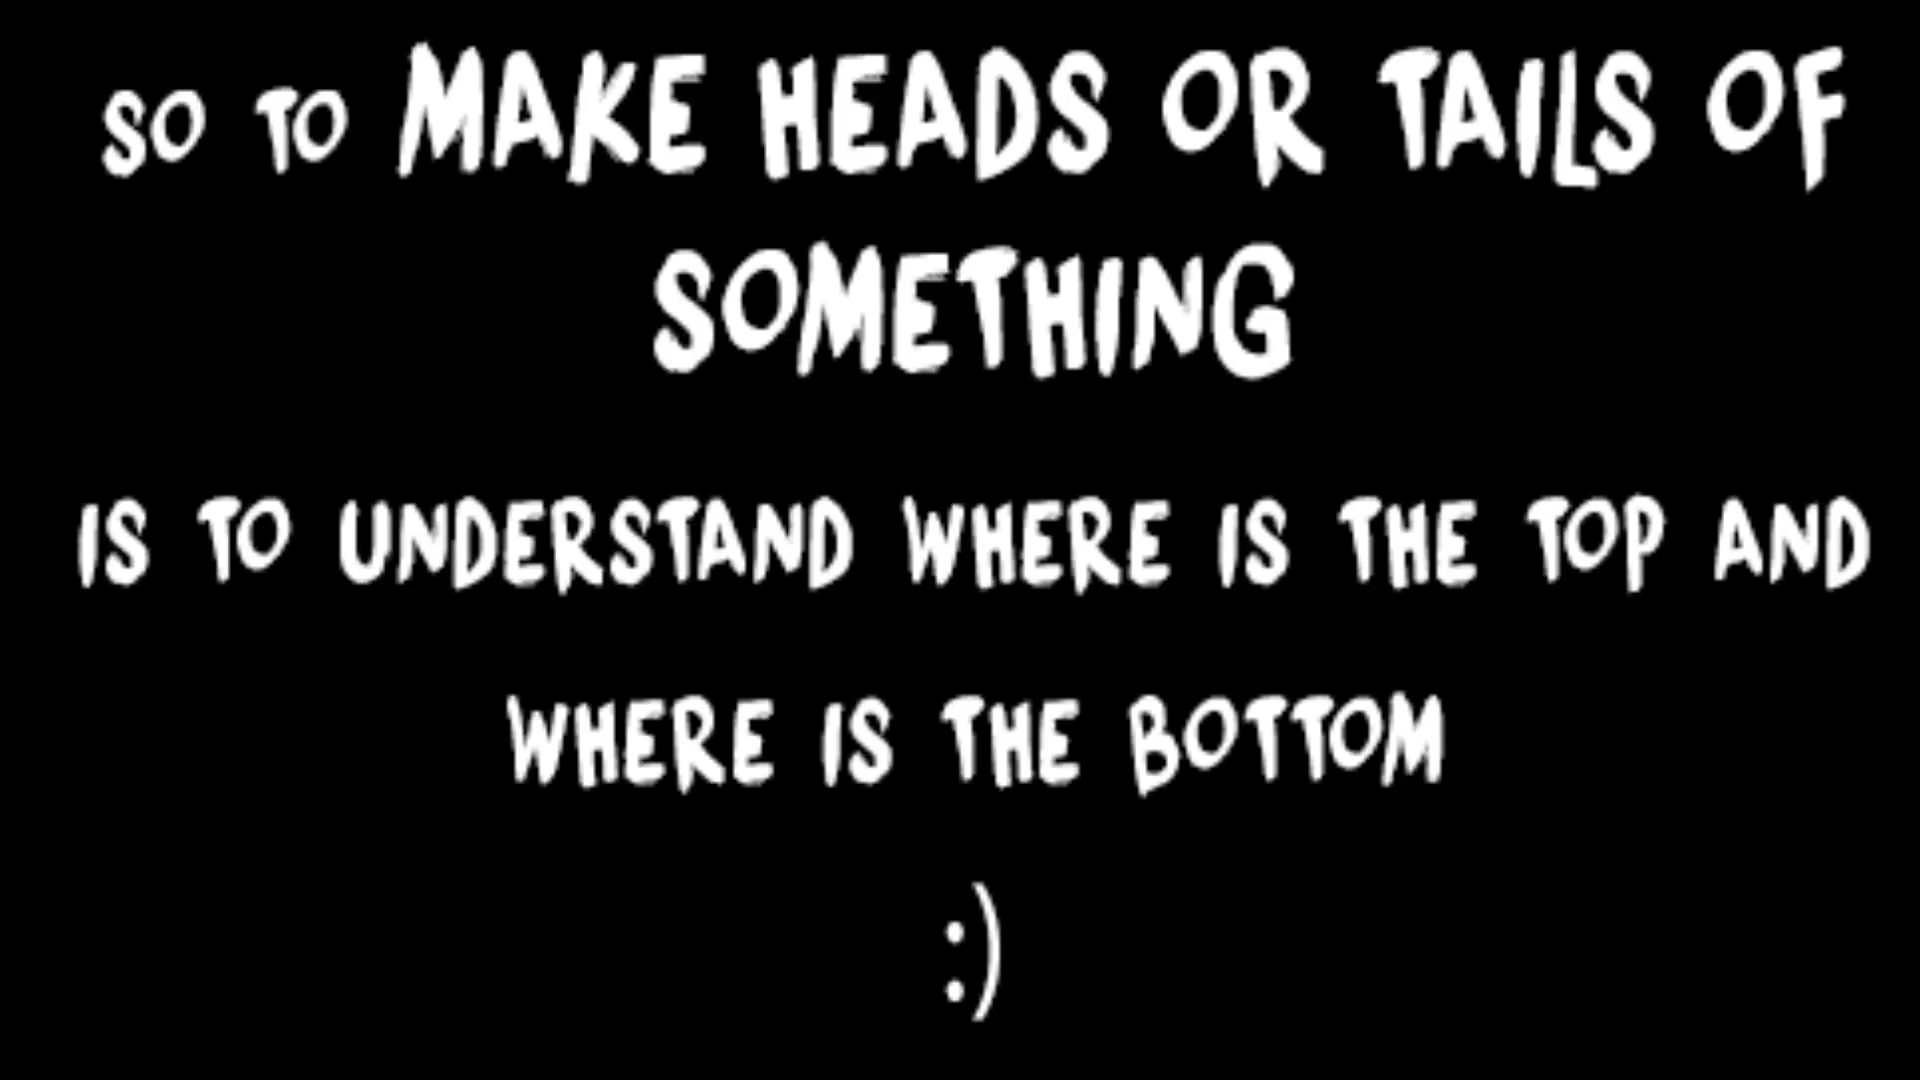 SO TO MAKE HEADS OR TAILS OF
SOMETHING
IS TO UNDERSTAND WHERE IS THE TOP AND
WHERE IS THE BOTTOM
:)